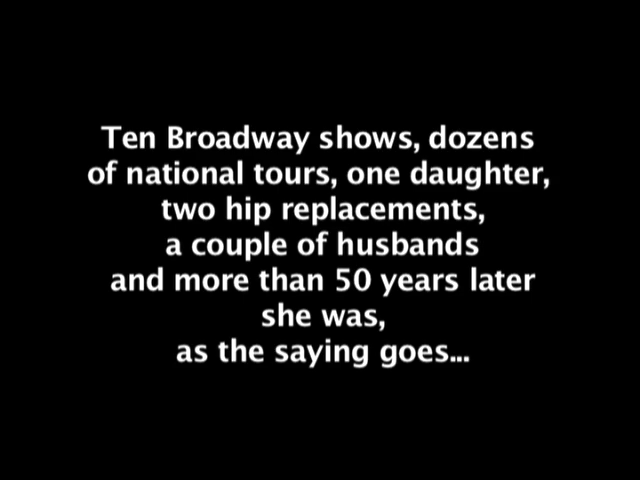 Ten Broadway shows, dozens
of national tours, one daughter,
two hip replacements,
a couple of husbands
and more than 50 years later
she was,
as the saying goes...